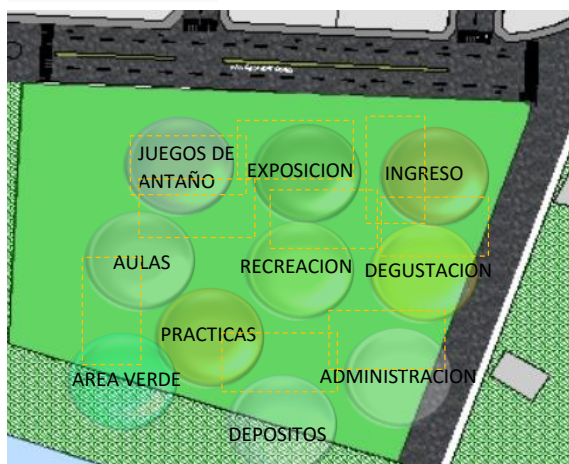 JUEGOS DE
ANTAÑO
EXPOSICION
INGRESO
AULAS
RECREACION
DEGUSTACION
PRACTICAS
AREA VERDE
ADMINISTRACION
DEPOSITOS